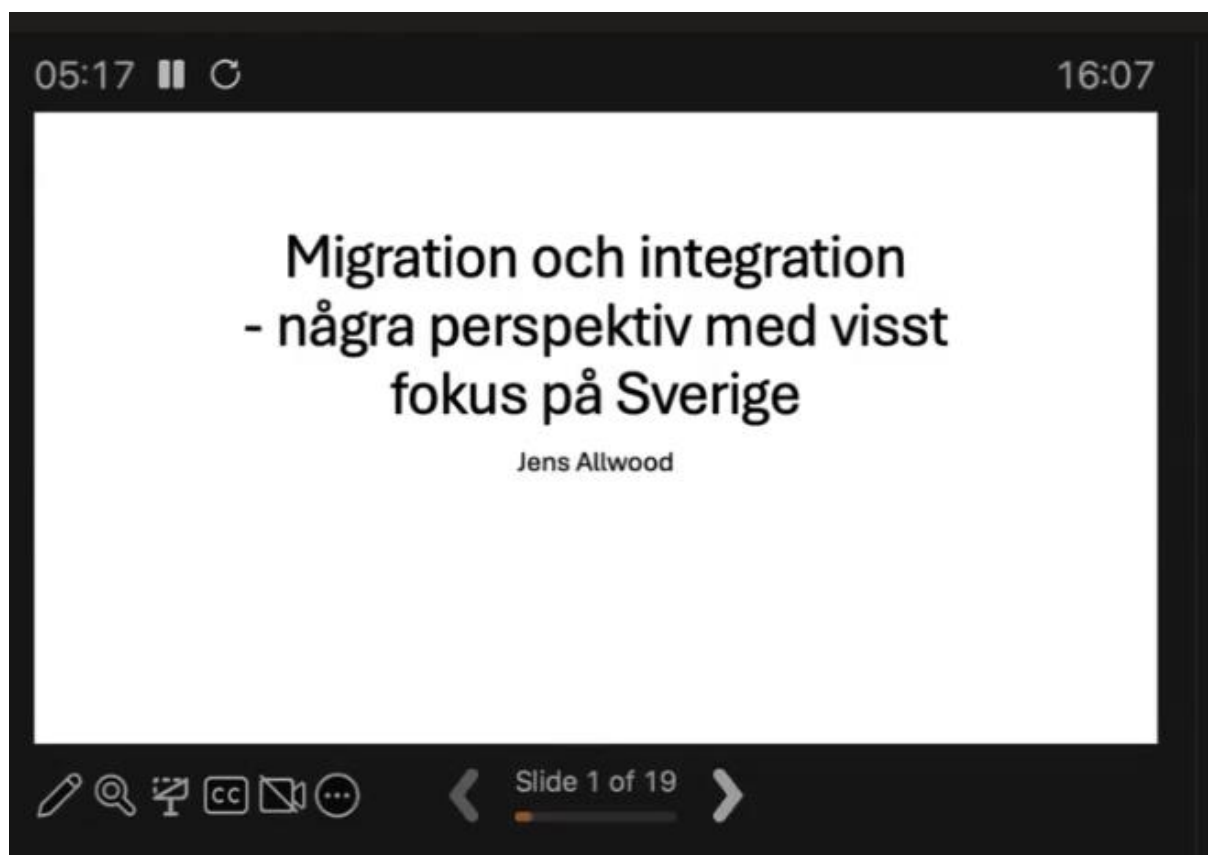 05:17 16:07
Migration och integration
- några perspektiv med visst
fokus på Sverige
Jens Allwood
CC Slide 1 of 19